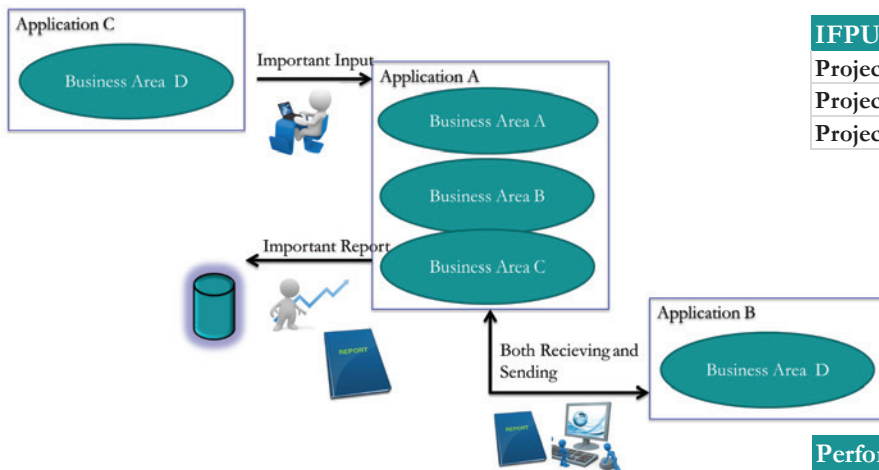 Application C
Business Area D
Important Input
Application A
Business Area A
Business Area B
Business Area C
Important Report
REPORT
Both Recieving and
Sending
REPORT
Application B
Business Area D
IFPU
Projec
Projec
Projec
Perfor